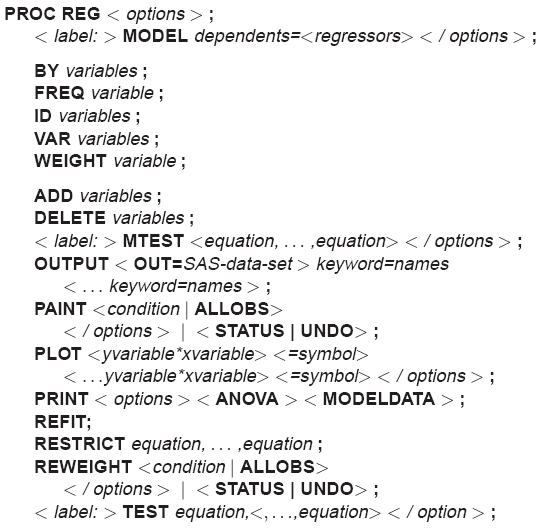 PROC REG < options > ;
< label: > MODEL dependents=<regressors> < / options > ;
BY variables ;
FREQ variable ;
ID variables ;
VAR variables ;
WEIGHT variable ;
ADD variables ;
DELETE variables ;
< label: > MTEST <equation, ... ,equation> < / options > ;
OUTPUT < OUT=SAS-data-set > keyword=names
< ... keyword=names > ;
PAINT <condition | ALLOBS>
< / options > | < STATUS | UNDO> ;
PLOT <yvariable*xvariable> <=symbol>
< ...yvariable*xvariable> <=symbol> < / options > ;
PRINT < options > < ANOVA > < MODELDATA > ;
REFIT;
RESTRICT equation, ... ,equation ;
REWEIGHT <condition | ALLOBS>
< / options > | < STATUS | UNDO> ;
< label: > TEST equation,<, ...,equation> < / option > ;